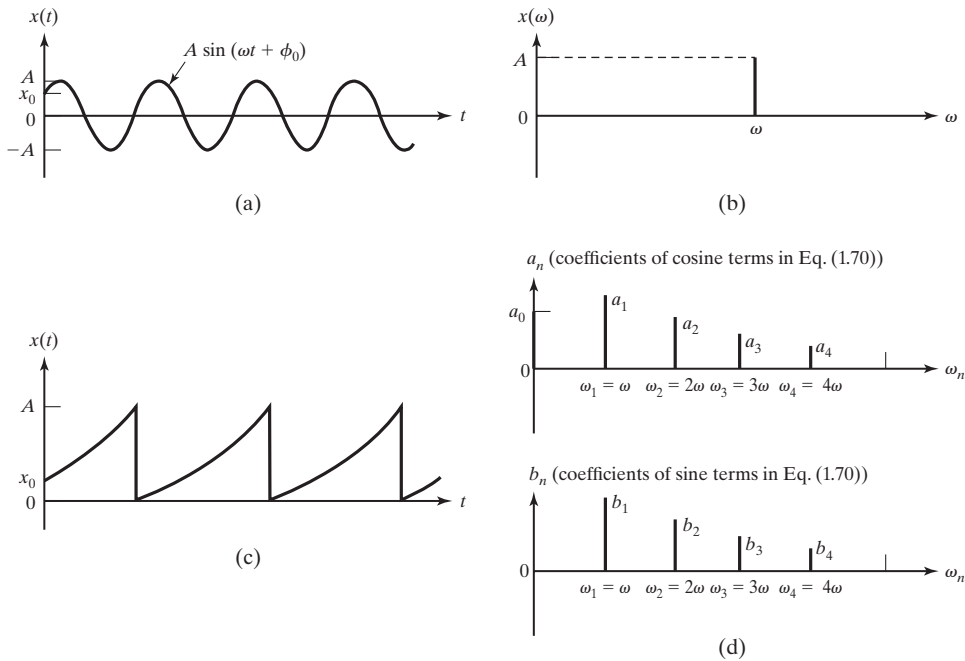 x(t)
A sin (ωt + ϕ₀)
A
x₀
0
−A
t
(a)
x(ω)
A
0
ω
ω
(b)
x(t)
A
x₀
0
t
(c)
aₙ (coefficients of cosine terms in Eq. (1.70))
a₀
a₁
a₂
a₃
a₄
0
ωₙ
ω₁ = ω ω₂ = 2ω ω₃ = 3ω ω₄ = 4ω
bₙ (coefficients of sine terms in Eq. (1.70))
b₁
b₂
b₃
b₄
0
ωₙ
ω₁ = ω ω₂ = 2ω ω₃ = 3ω ω₄ = 4ω
(d)